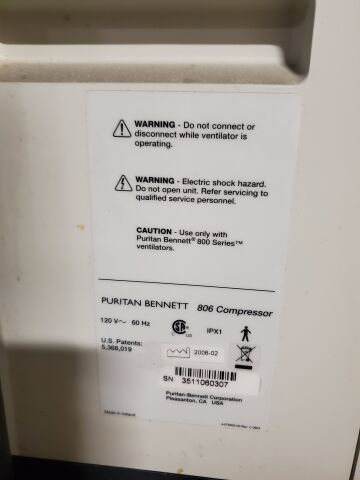 WARNING - Do not connect or
disconnect while ventilator is
operating.
WARNING - Electric shock hazard.
Do not open unit. Refer servicing to
qualified service personnel.
CAUTION - Use only with
Puritan Bennett® 800 Series™
ventilators.
PURITAN BENNETT 806 Compressor
120 V~ 60 Hz
IPX1
U.S. Patents:
5,368,019
2006-02
SN: 3511060307
Puritan-Bennett Corporation
Pleasanton, CA USA
Made in Ireland